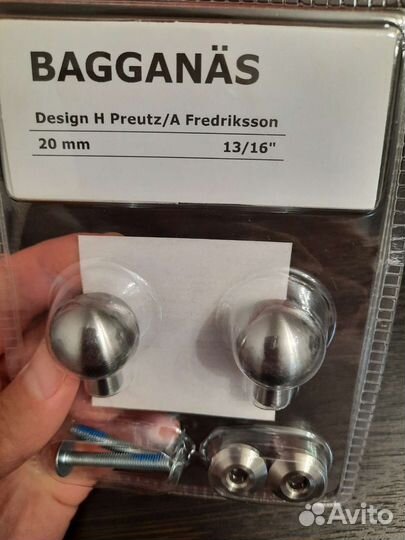 BAGGANÄS
Design H Preutz/A Fredriksson
20 mm 13/16"
Avito